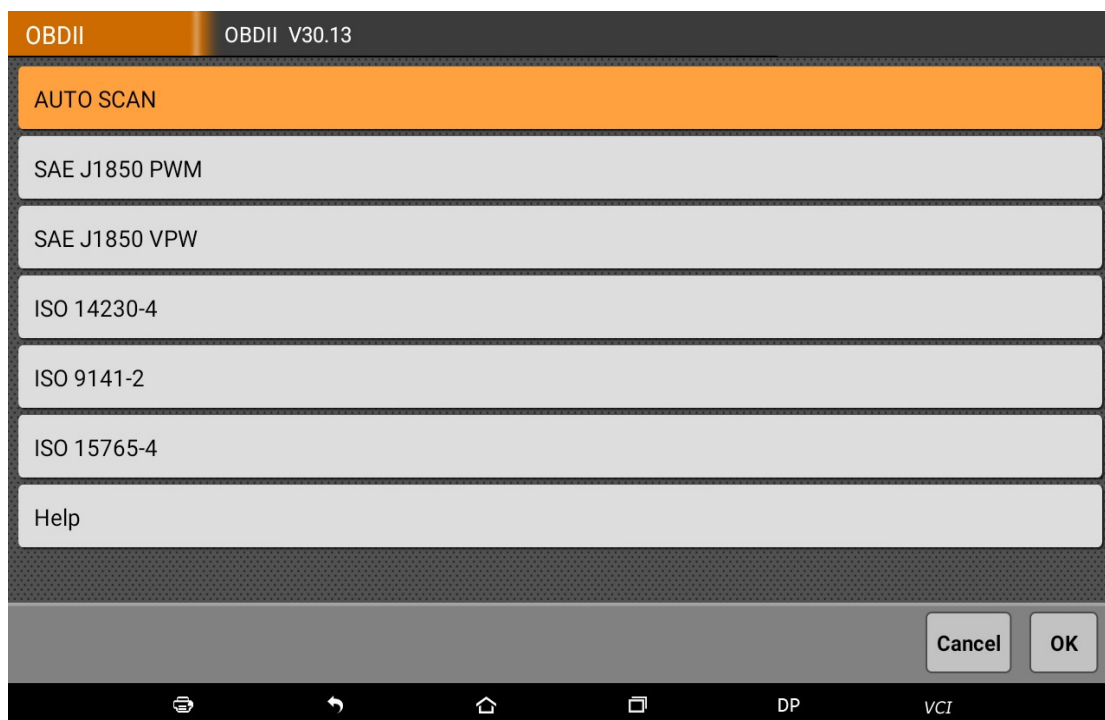 OBDII
OBDII V30.13
AUTO SCAN
SAE J1850 PWM
SAE J1850 VPW
ISO 14230-4
ISO 9141-2
ISO 15765-4
Help
Cancel
OK
DP
VCI